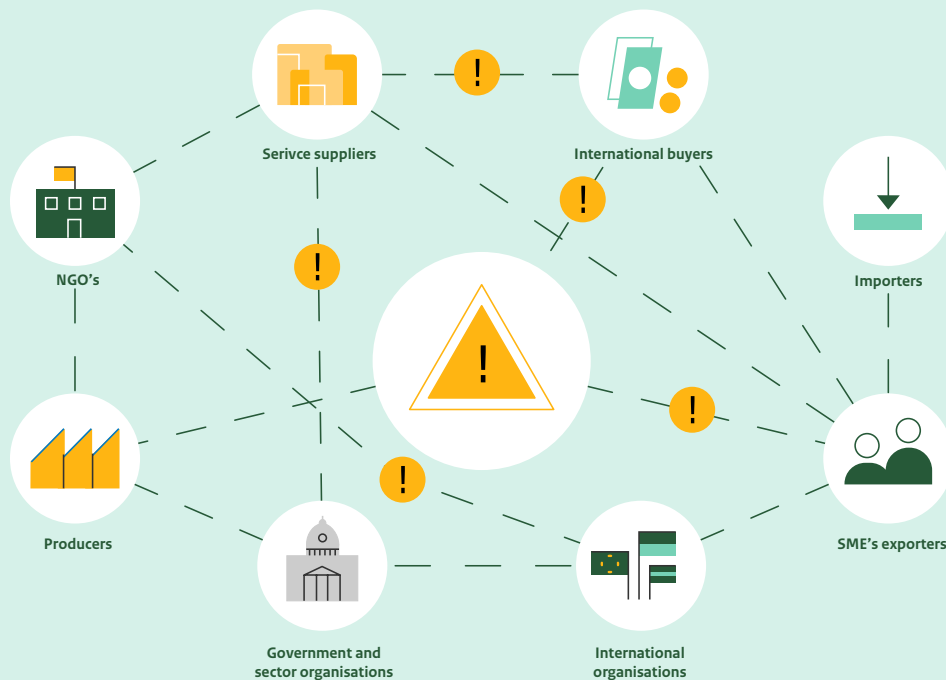 Serivce suppliers
International buyers
NGO's
Importers
Producers
SME's exporters
Government and
sector organisations
International
organisations
!
!
!
!
!
!